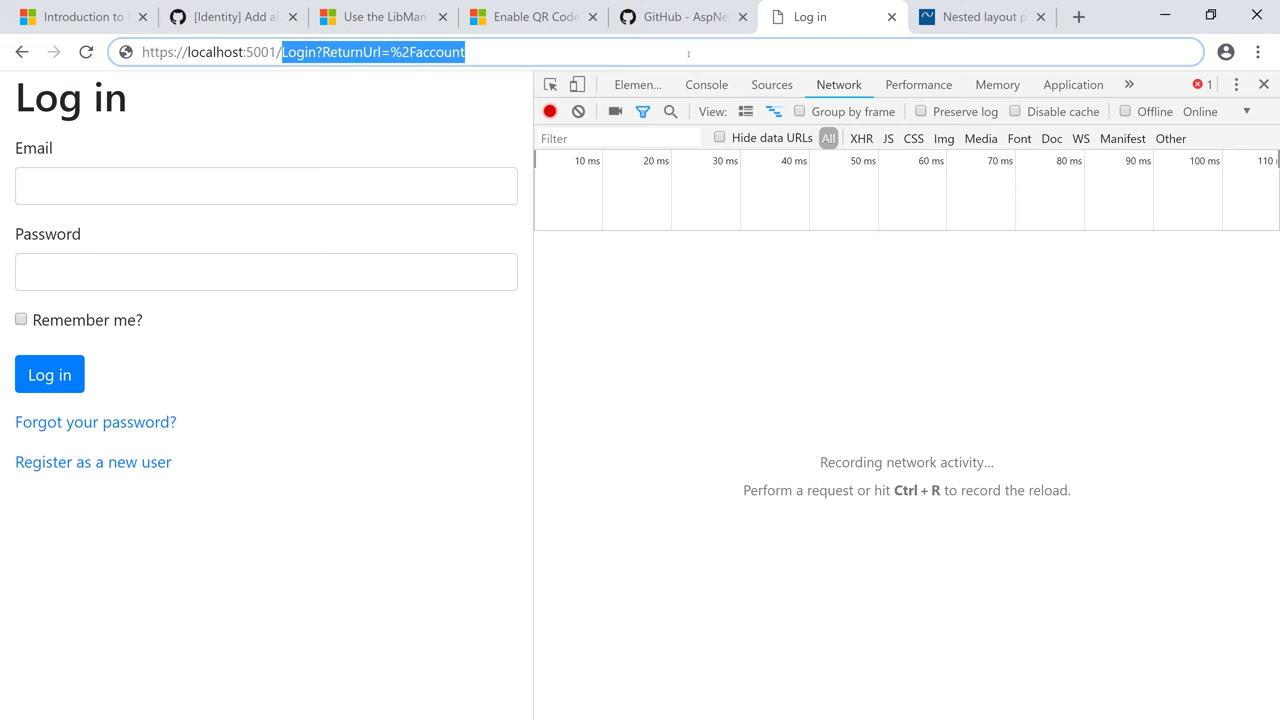 Introduction to
[Identity] Add a
Use the LibMan
Enable QR Code
GitHub - AspNe
Log in
Nested layout p
https://localhost:5001/Login?ReturnUrl=%2Faccount
Log in
Email
Password
Remember me?
Log in
Forgot your password?
Register as a new user
Elemen... Console Sources Network Performance Memory Application 1
View: Group by frame Preserve log Disable cache Offline Online
Filter Hide data URLs All XHR JS CSS Img Media Font Doc WS Manifest Other
10 ms 20 ms 30 ms 40 ms 50 ms 60 ms 70 ms 80 ms 90 ms 100 ms 110
Recording network activity...
Perform a request or hit Ctrl + R to record the reload.